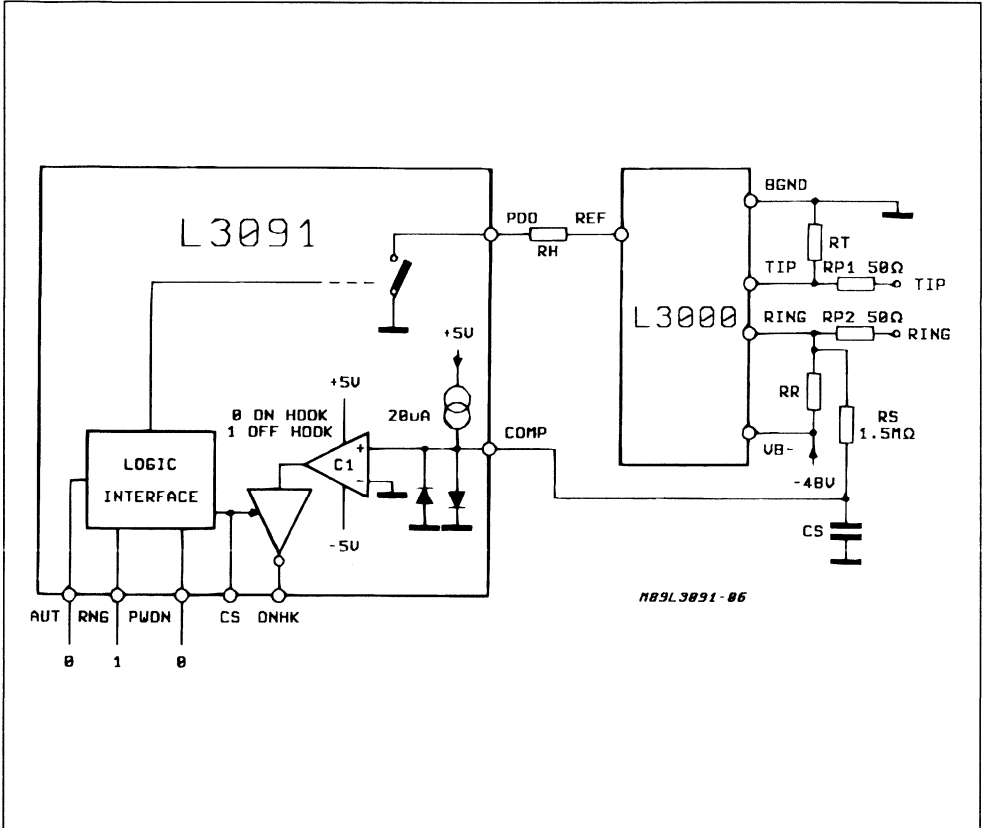 L3091
PDO
RH
REF
L3000
BGND
RT
TIP
RP1 50Ω
TIP
RING
RP2 50Ω
RING
RR
RS
1.5MΩ
VB-
-48V
CS
+5V
20uA
COMP
+5V
0 ON HOOK
1 OFF HOOK
C1
+
-
-5V
LOGIC
INTERFACE
AUT
RNG
PWDN
CS
ONHK
0
1
0
M89L3091-06